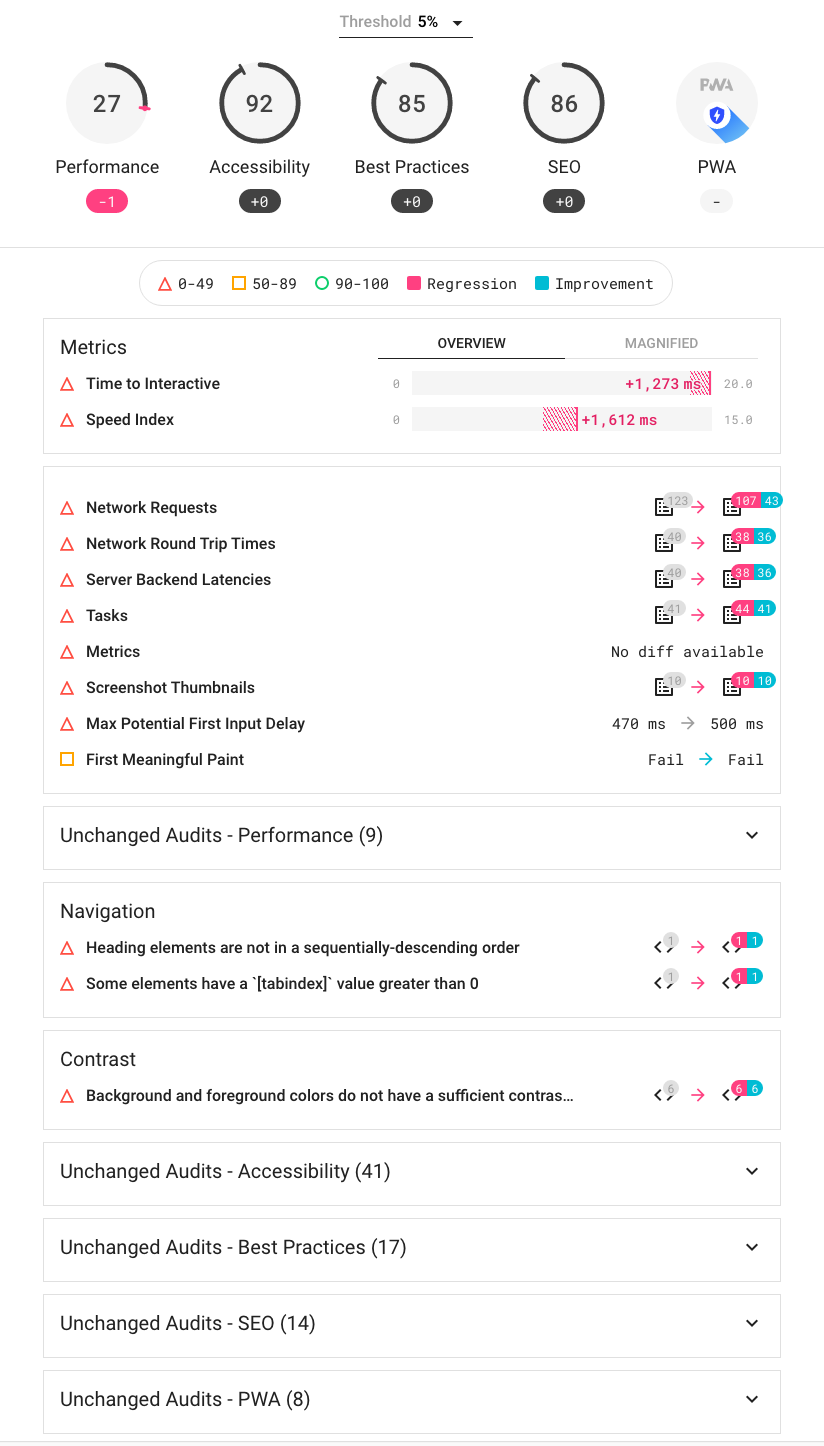 Threshold 5%
27 92 85 86 PWA
Performance Accessibility Best Practices SEO PWA
-1 +0 +0 +0 -
0-49 50-89 90-100 Regression Improvement
Metrics OVERVIEW MAGNIFIED
Time to Interactive 0 +1,273 ms 20.0
Speed Index 0 +1,612 ms 15.0
Network Requests 123 107 43
Network Round Trip Times 40 38 36
Server Backend Latencies 40 38 36
Tasks 41 44 41
Metrics No diff available
Screenshot Thumbnails 10 10 10
Max Potential First Input Delay 470 ms 500 ms
First Meaningful Paint Fail Fail
Unchanged Audits - Performance (9)
Navigation
Heading elements are not in a sequentially-descending order 1 1 1
Some elements have a `[tabindex]` value greater than 0 1 1 1
Contrast
Background and foreground colors do not have a sufficient contras... 6 6 6
Unchanged Audits - Accessibility (41)
Unchanged Audits - Best Practices (17)
Unchanged Audits - SEO (14)
Unchanged Audits - PWA (8)